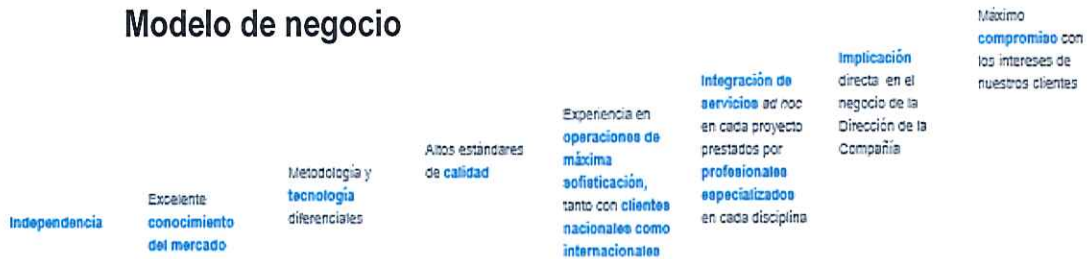 Modelo de negocio
Independencia
Excelente
conocimiento
del mercado
Metodología y
tecnología
diferenciales
Altos estándares
de calidad
Experiencia en
operaciones de
máxima
sofisticación,
tanto con clientes
nacionales como
internacionales
Integración de
servicios ad hoc
en cada proyecto
prestados por
profesionales
especializados
en cada disciplina
Implicación
directa en el
negocio de la
Dirección de la
Compañía
Máximo
compromiso con
los intereses de
nuestros clientes